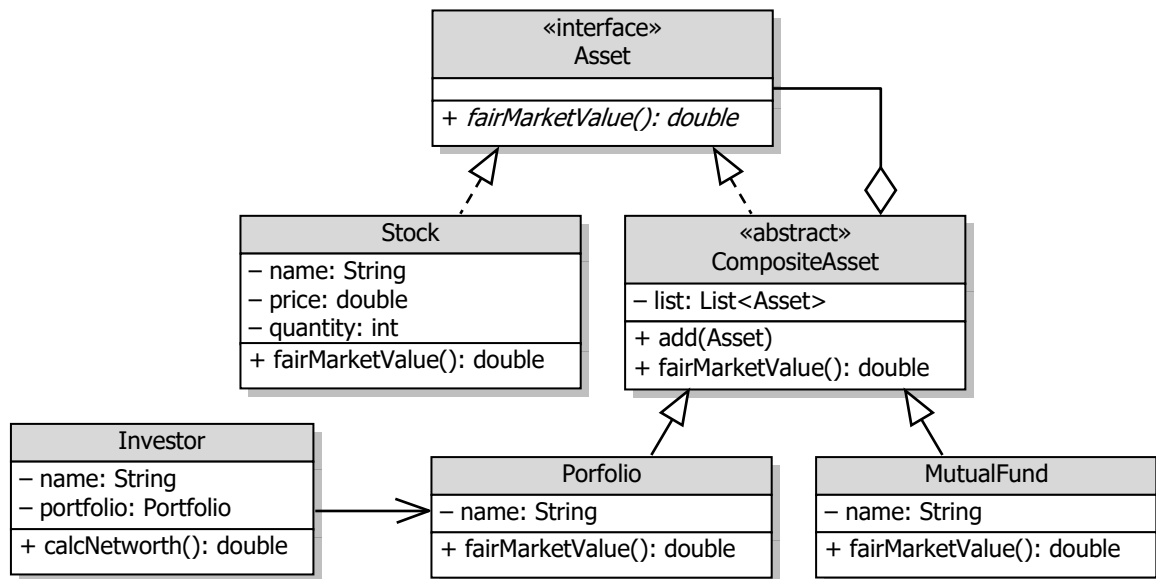 «interface»
Asset
+ fairMarketValue(): double
Stock
– name: String
– price: double
– quantity: int
+ fairMarketValue(): double
«abstract»
CompositeAsset
– list: List<Asset>
+ add(Asset)
+ fairMarketValue(): double
Investor
– name: String
– portfolio: Portfolio
+ calcNetworth(): double
Porfolio
– name: String
+ fairMarketValue(): double
MutualFund
– name: String
+ fairMarketValue(): double